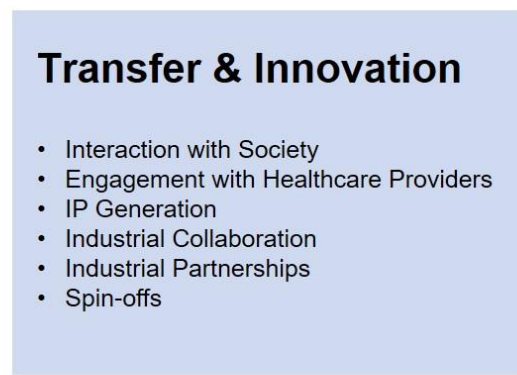 Transfer & Innovation
• Interaction with Society
• Engagement with Healthcare Providers
• IP Generation
• Industrial Collaboration
• Industrial Partnerships
• Spin-offs